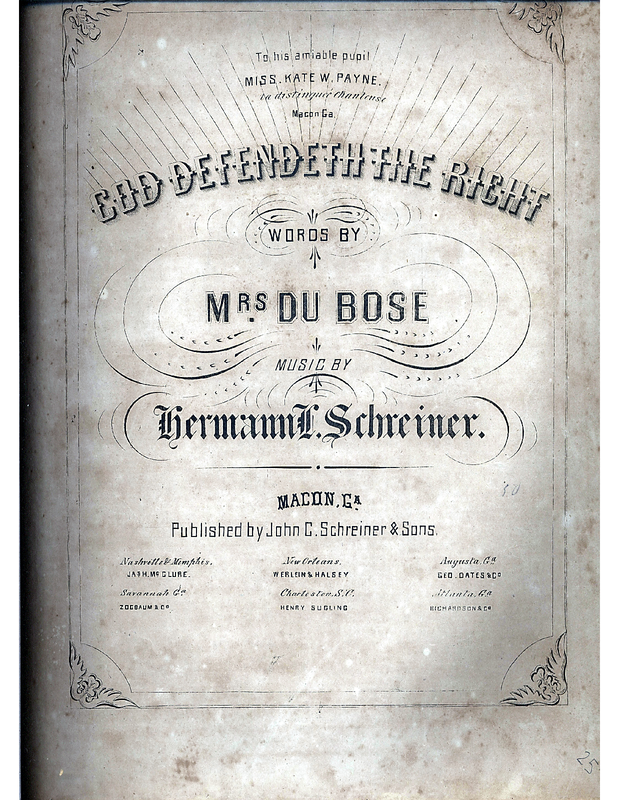 To his amiable pupil
MISS. KATE W. PAYNE.
la distinguée Chanteuse
Macon Ga.
GOD DEFENDETH THE RIGHT
WORDS BY
MRS. DU BOSE
MUSIC BY
Hermann L. Schreiner.
MACON, GA
Published by John C. Schreiner & Sons.
Nashville & Memphis. New Orleans. Augusta. Ga
JAS. H. McCLURE. WERLEIN & HALSEY GEO. OATES & CO
Savannah Ga Charleston, S.C. Atlanta. Ga
ZOGBAUM & CO HENRY SIEGLING RICHARDSON & CO